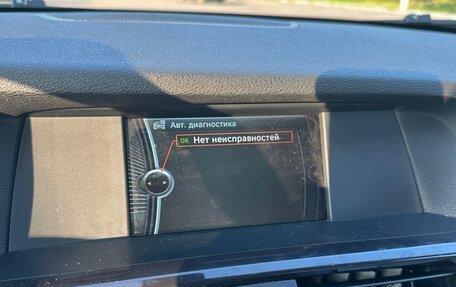 Авт. диагностика
OK Нет неисправностей.